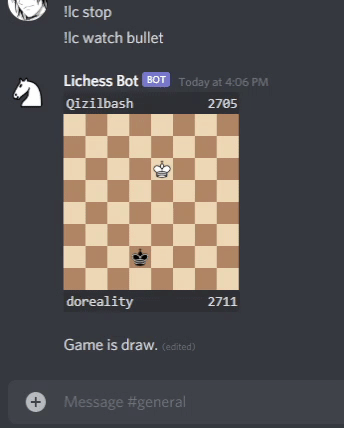 !lc stop
!lc watch bullet
Lichess Bot BOT Today at 4:06 PM
Qizilbash 2705
doreality 2711
Game is draw. (edited)
Message #general